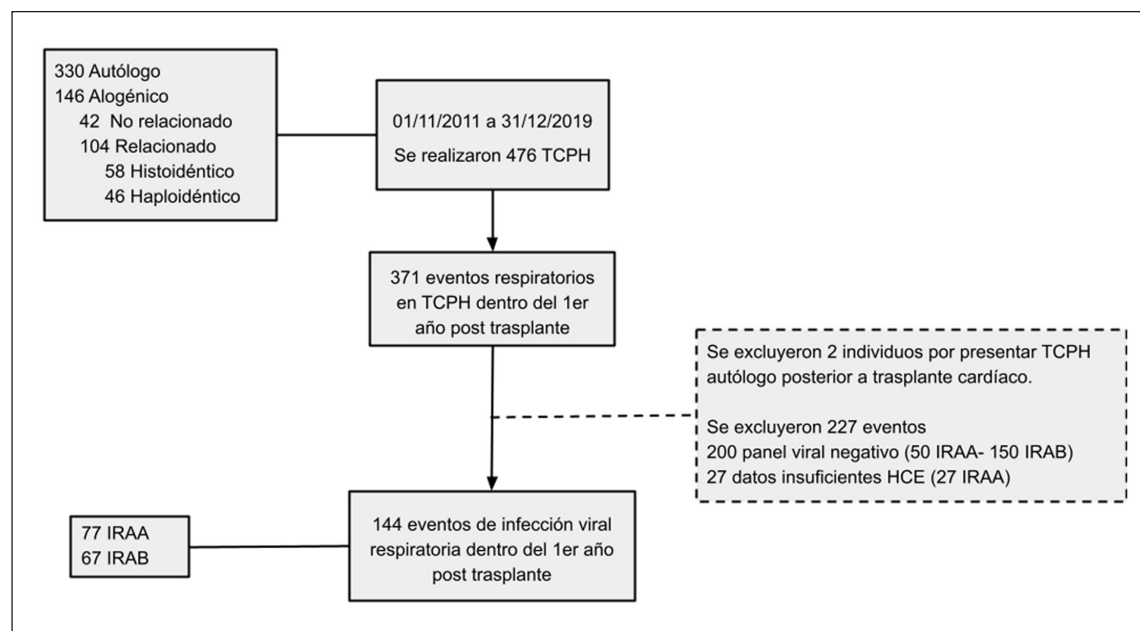 330 Autólogo
146 Alogénico
42 No relacionado
104 Relacionado
58 Histoidéntico
46 Haploidéntico
01/11/2011 a 31/12/2019
Se realizaron 476 TCPH
371 eventos respiratorios
en TCPH dentro del 1er
año post trasplante
Se excluyeron 2 individuos por presentar TCPH
autólogo posterior a trasplante cardíaco.
Se excluyeron 227 eventos
200 panel viral negativo (50 IRAA- 150 IRAB)
27 datos insuficientes HCE (27 IRAA)
77 IRAA
67 IRAB
144 eventos de infección viral
respiratoria dentro del 1er año
post trasplante